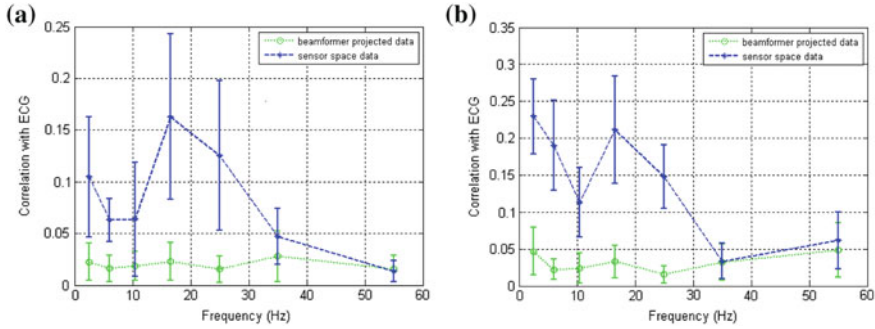 (a)
0.25
0.2
0.15
0.1
0.05
0
0 10 20 30 40 50 60
Correlation with ECG
Frequency (Hz)
beamformer projected data
sensor space data
(b)
0.35
0.3
0.25
0.2
0.15
0.1
0.05
0
0 10 20 30 40 50 60
Correlation with ECG
Frequency (Hz)
beamformer projected data
sensor space data